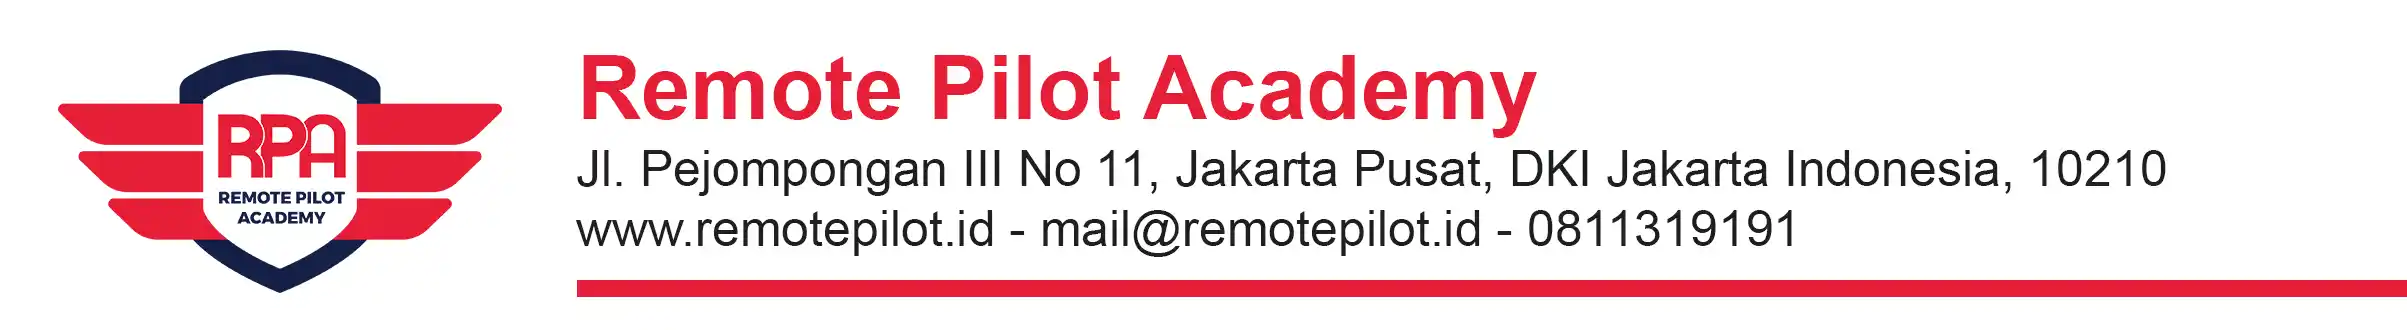 RPA
REMOTE PILOT
ACADEMY
Remote Pilot Academy
Jl. Pejompongan III No 11, Jakarta Pusat, DKI Jakarta Indonesia, 10210
www.remotepilot.id - mail@remotepilot.id - 0811319191